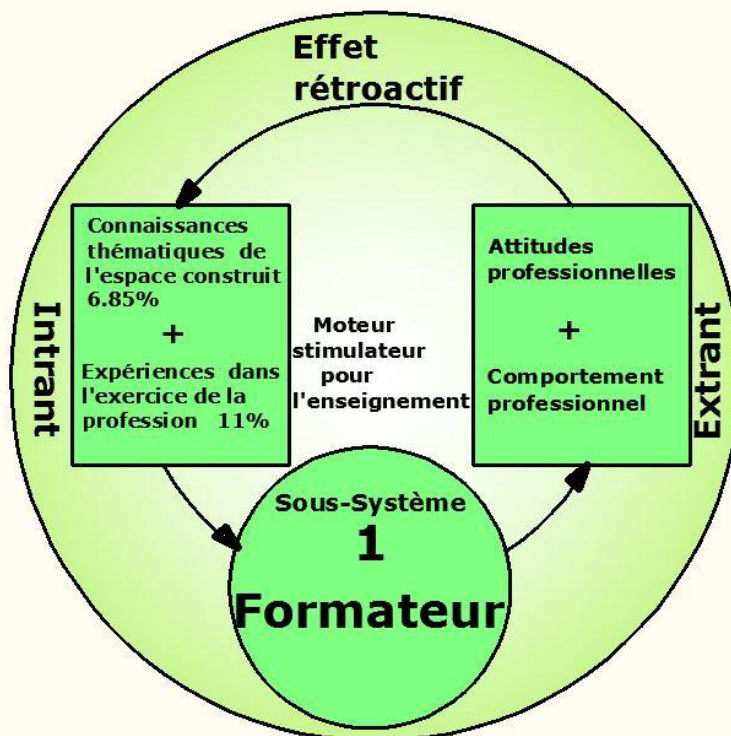 Effet
rétroactif
Intrant
Connaissances
thématiques de
l'espace construit
6.85%
+
Expériences dans
l'exercice de la
profession 11%
Moteur
stimulateur
pour
l'enseignement
Attitudes
professionnelles
+
Comportement
professionnel
Extrant
Sous-Système
1
Formateur